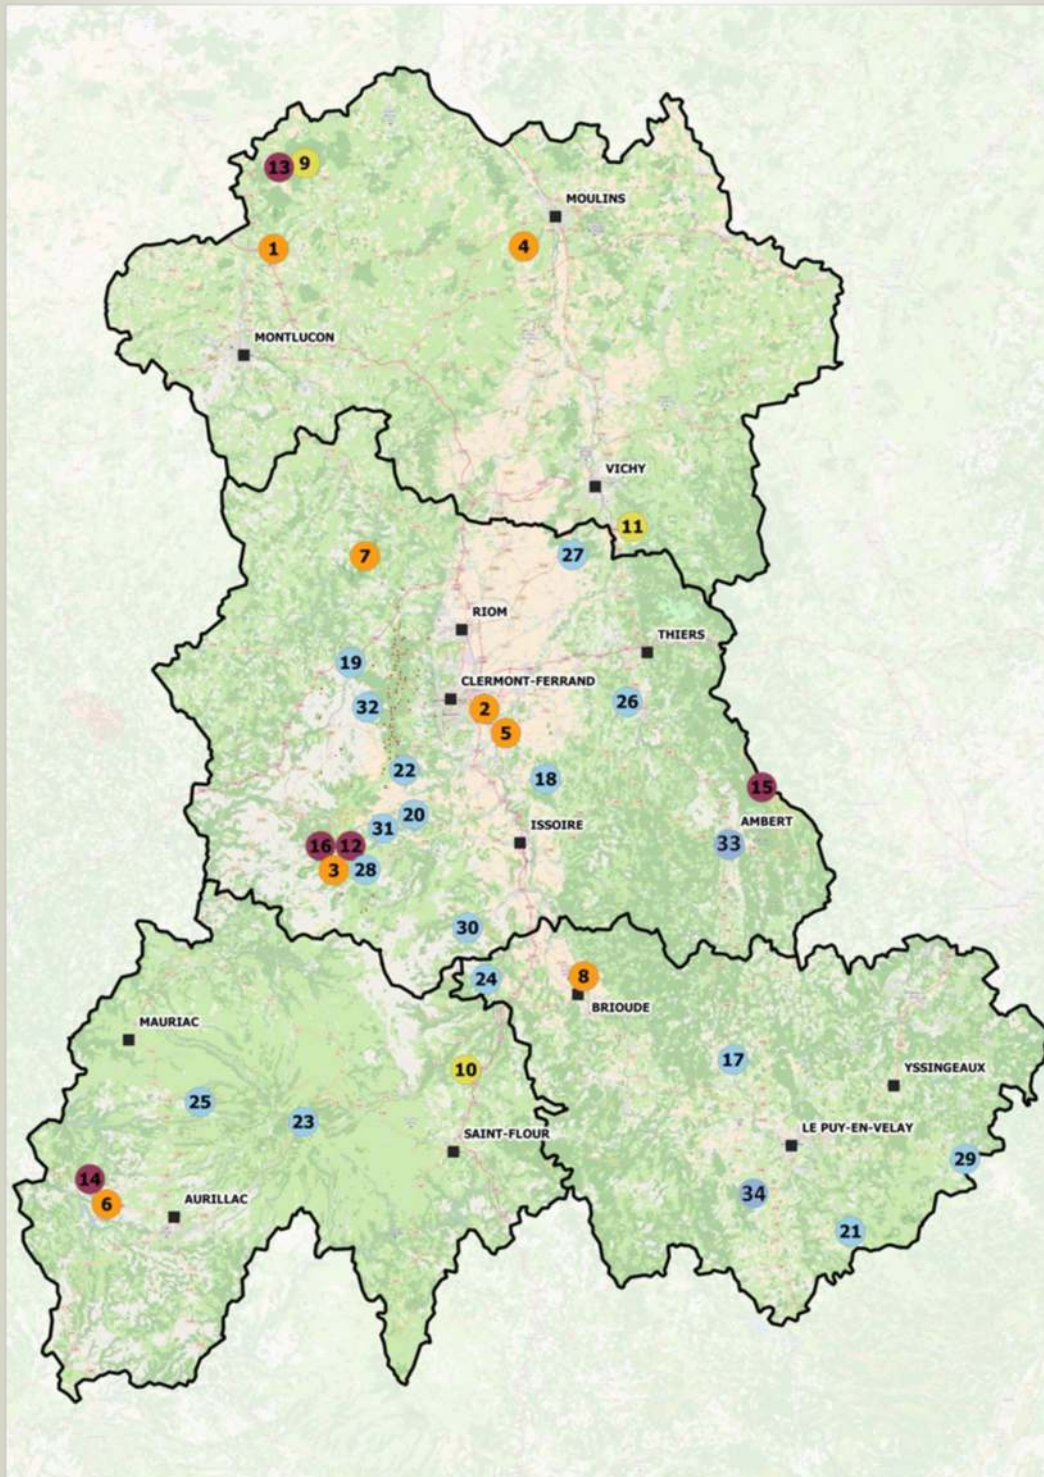 13
9
MOULINS
4
1
MONTLUCON
VICHY
11
27
7
RIOM
THIERS
19
CLERMONT-FERRAND
26
32
2
5
22
18
15
20
AMBERT
31
ISSOIRE
33
16
12
3
28
30
24
8
BRIOUDE
MAURIAC
17
10
YSSINGEAUX
25
23
LE PUY-EN-VELAY
SAINT-FLOUR
29
14
34
6
AURILLAC
21